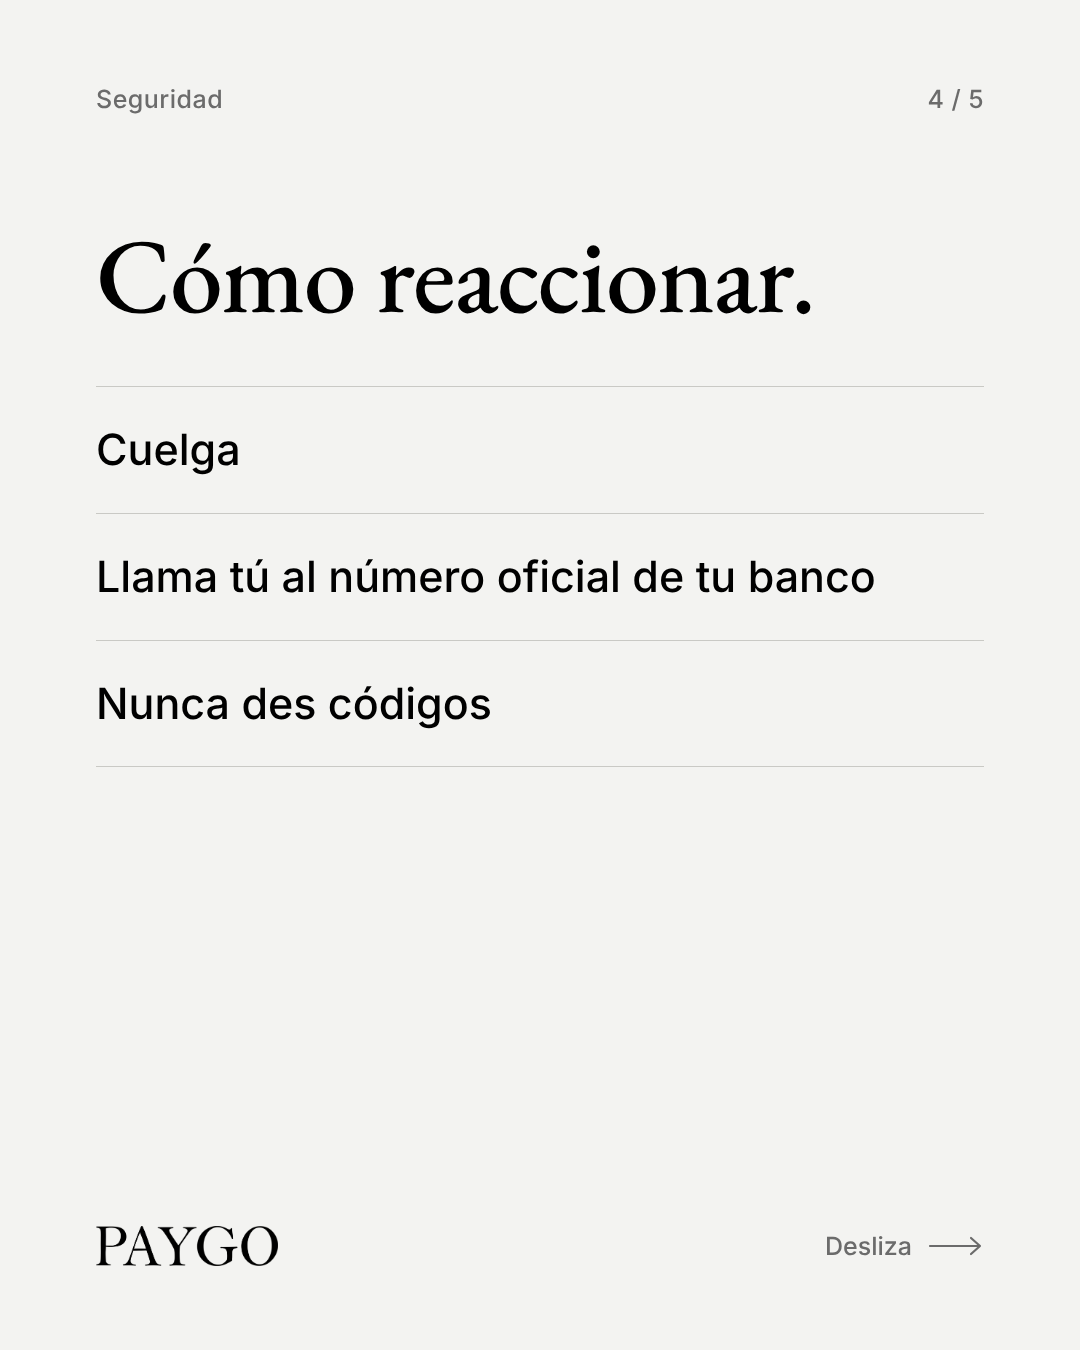 Seguridad
4 / 5
Cómo reaccionar.
Cuelga
Llama tú al número oficial de tu banco
Nunca des códigos
PAYGO
Desliza